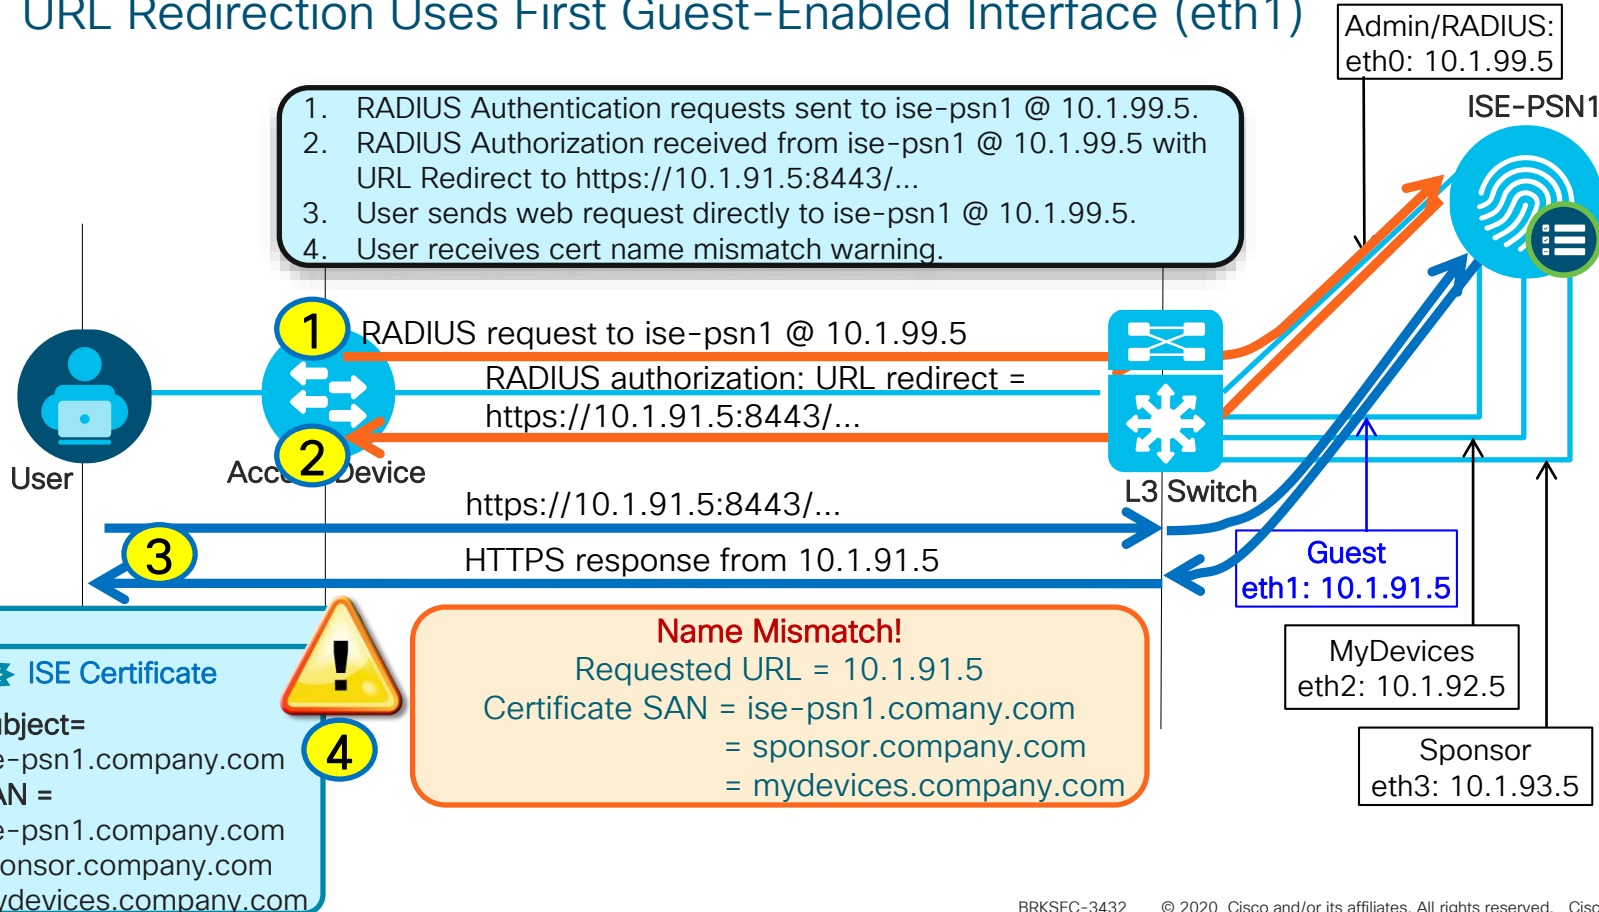 URL Redirection Uses First Guest-Enabled Interface (eth1)
Admin/RADIUS:
eth0: 10.1.99.5
ISE-PSN1
1. RADIUS Authentication requests sent to ise-psn1 @ 10.1.99.5.
2. RADIUS Authorization received from ise-psn1 @ 10.1.99.5 with
URL Redirect to https://10.1.91.5:8443/...
3. User sends web request directly to ise-psn1 @ 10.1.99.5.
4. User receives cert name mismatch warning.
1
RADIUS request to ise-psn1 @ 10.1.99.5
RADIUS authorization: URL redirect =
https://10.1.91.5:8443/...
2
User
Device
L3 Switch
https://10.1.91.5:8443/...
3
HTTPS response from 10.1.91.5
Guest
eth1: 10.1.91.5
MyDevices
eth2: 10.1.92.5
Sponsor
eth3: 10.1.93.5
Name Mismatch!
Requested URL = 10.1.91.5
Certificate SAN = ise-psn1.comany.com
= sponsor.company.com
= mydevices.company.com
!
4
ISE Certificate
ubject=
e-psn1.company.com
AN =
e-psn1.company.com
onsor.company.com
ydevices.company.com
BRKSEC-3432 © 2020 Cisco and/or its affiliates. All rights reserved. Cisc